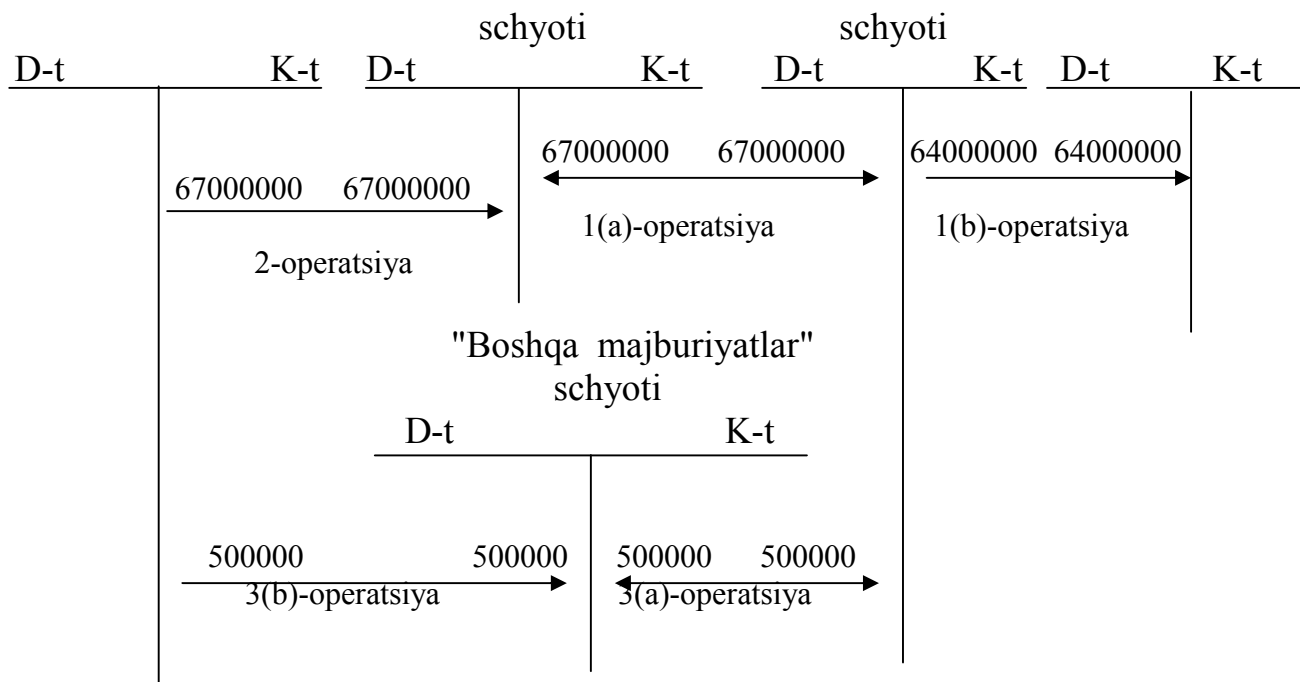 schyoti schyoti
D-t K-t D-t K-t D-t K-t D-t K-t
67000000 67000000 64000000 64000000
67000000 67000000
1(a)-operatsiya 1(b)-operatsiya
2-operatsiya
"Boshqa majburiyatlar"
schyoti
D-t K-t
500000 500000 500000 500000
3(b)-operatsiya 3(a)-operatsiya